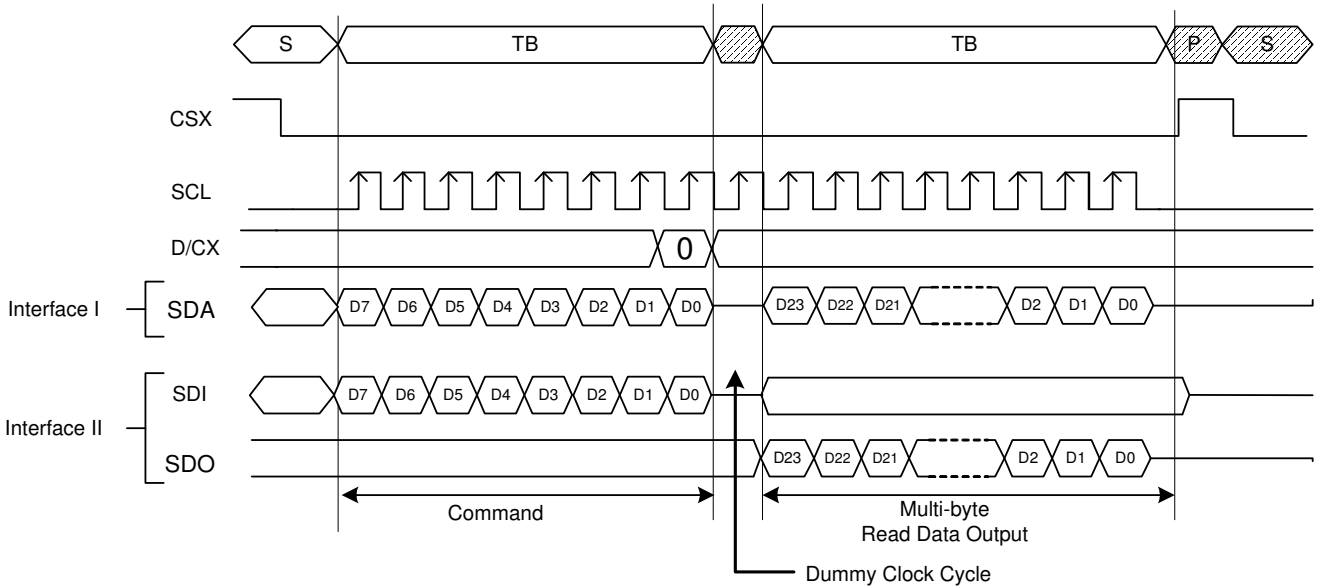 S TB TB P S
CSX
SCL
D/CX 0
Interface I SDA D7 D6 D5 D4 D3 D2 D1 D0 D23 D22 D21 D2 D1 D0
Interface II
SDI D7 D6 D5 D4 D3 D2 D1 D0
SDO D23 D22 D21 D2 D1 D0
Command
Multi-byte
Read Data Output
Dummy Clock Cycle